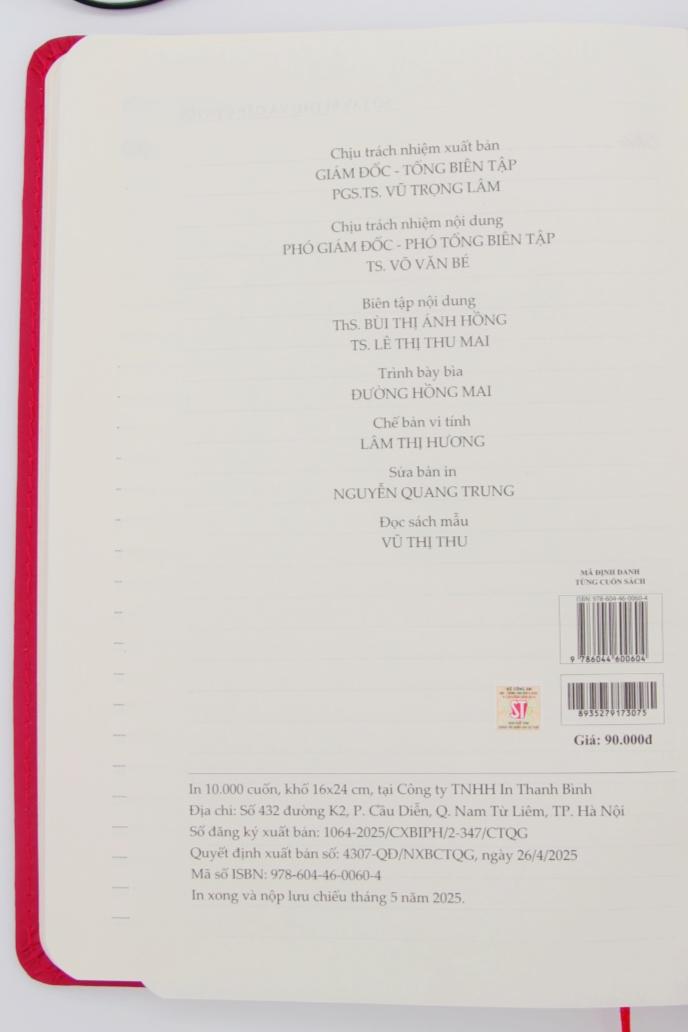 Chịu trách nhiệm xuất bản
GIÁM ĐỐC - TỔNG BIÊN TẬP
PGS.TS. VŨ TRỌNG LÂM
Chịu trách nhiệm nội dung
PHÓ GIÁM ĐỐC - PHÓ TỔNG BIÊN TẬP
TS. VÕ VĂN BÉ
Biên tập nội dung
ThS. BÙI THỊ ÁNH HỒNG
TS. LÊ THỊ THU MAI
Trình bày bìa
ĐƯỜNG HỒNG MAI
Chế bản vi tính
LÂM THỊ HƯƠNG
Sửa bản in
NGUYỄN QUANG TRUNG
Đọc sách mẫu
VŨ THỊ THU
MÃ ĐỊNH DANH
TỪNG CUỐN SÁCH
ISBN: 978-604-46-0060-4
9 786044 600604
BỘ CÔNG AN
ST
8935279173075
Giá: 90.000đ
In 10.000 cuốn, khổ 16x24 cm, tại Công ty TNHH In Thanh Bình
Địa chỉ: Số 432 đường K2, P. Cầu Diễn, Q. Nam Từ Liêm, TP. Hà Nội
Số đăng ký xuất bản: 1064-2025/CXBIPH/2-347/CTQG
Quyết định xuất bản số: 4307-QĐ/NXBCTQG, ngày 26/4/2025
Mã số ISBN: 978-604-46-0060-4
In xong và nộp lưu chiểu tháng 5 năm 2025.